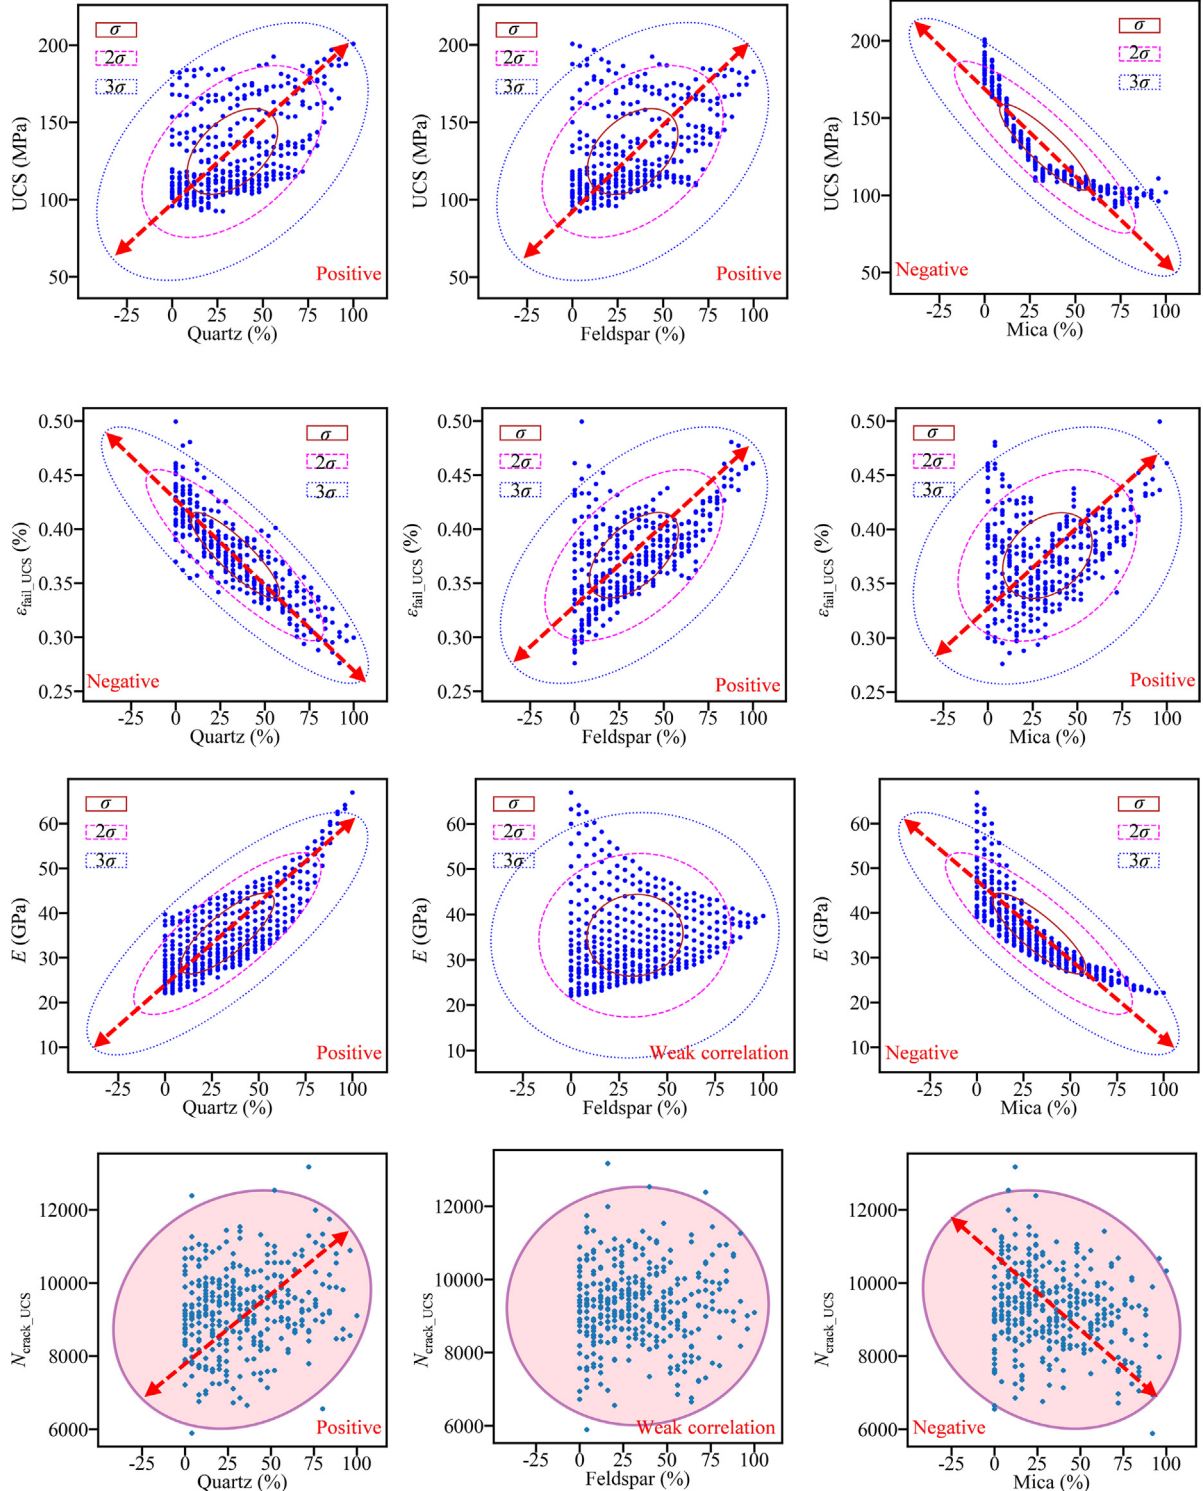 σ
2σ
3σ
200
150
100
50
UCS (MPa)
Positive
-25 0 25 50 75 100
Quartz (%)
σ
2σ
3σ
200
150
100
50
UCS (MPa)
Positive
-25 0 25 50 75 100
Feldspar (%)
σ
2σ
3σ
200
150
100
50
UCS (MPa)
Negative
-25 0 25 50 75 100
Mica (%)
σ
2σ
3σ
0.50
0.45
0.40
0.35
0.30
0.25
εfail_UCS (%)
Negative
-25 0 25 50 75 100
Quartz (%)
σ
2σ
3σ
0.50
0.45
0.40
0.35
0.30
0.25
εfail_UCS (%)
Positive
-25 0 25 50 75 100
Feldspar (%)
σ
2σ
3σ
0.50
0.45
0.40
0.35
0.30
0.25
εfail_UCS (%)
Positive
-25 0 25 50 75 100
Mica (%)
σ
2σ
3σ
60
50
40
30
20
10
E (GPa)
Positive
-25 0 25 50 75 100
Quartz (%)
σ
2σ
3σ
60
50
40
30
20
10
E (GPa)
Weak correlation
-25 0 25 50 75 100
Feldspar (%)
σ
2σ
3σ
60
50
40
30
20
10
E (GPa)
Negative
-25 0 25 50 75 100
Mica (%)
12000
10000
8000
6000
Ncrack_UCS
Positive
-25 0 25 50 75 100
Quartz (%)
12000
10000
8000
6000
Ncrack_UCS
Weak correlation
-25 0 25 50 75 100
Feldspar (%)
12000
10000
8000
6000
Ncrack_UCS
Negative
-25 0 25 50 75 100
Mica (%)